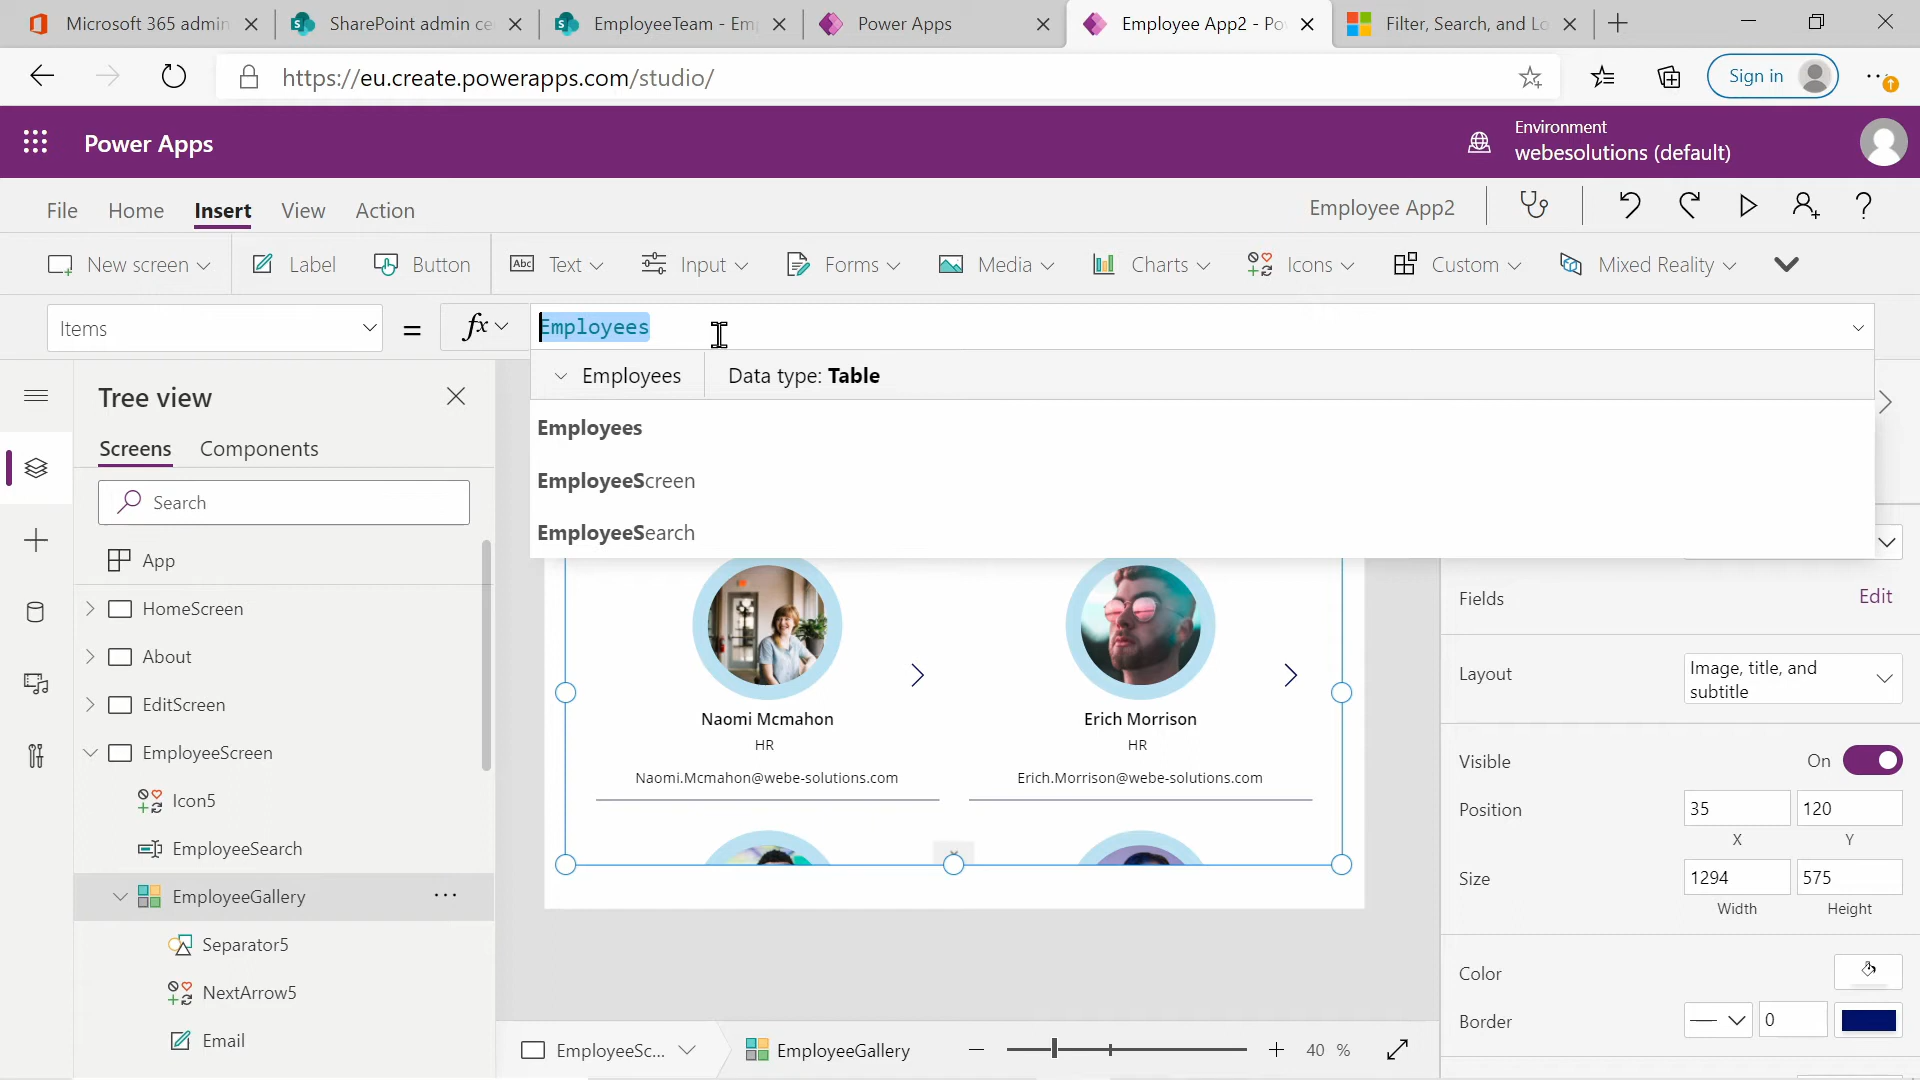 Microsoft 365 admin
SharePoint admin ce
EmployeeTeam - Emp
Power Apps
Employee App2 - Po
Filter, Search, and Lo
https://eu.create.powerapps.com/studio/
Sign in
Power Apps
Environment
webesolutions (default)
File
Home
Insert
View
Action
Employee App2
New screen
Label
Button
Abc
Text
Input
Forms
Media
Charts
Icons
Custom
Mixed Reality
Items
=
fx
Employees
Employees
Data type: Table
Employees
EmployeeScreen
EmployeeSearch
Tree view
Screens
Components
Search
App
HomeScreen
About
EditScreen
EmployeeScreen
Icon5
EmployeeSearch
EmployeeGallery
Separator5
NextArrow5
Email
Naomi Mcmahon
HR
Naomi.Mcmahon@webe-solutions.com
Erich Morrison
HR
Erich.Morrison@webe-solutions.com
Fields
Edit
Layout
Image, title, and
subtitle
Visible
On
Position
35
120
X
Y
Size
1294
575
Width
Height
Color
Border
0
EmployeeSc...
EmployeeGallery
40 %